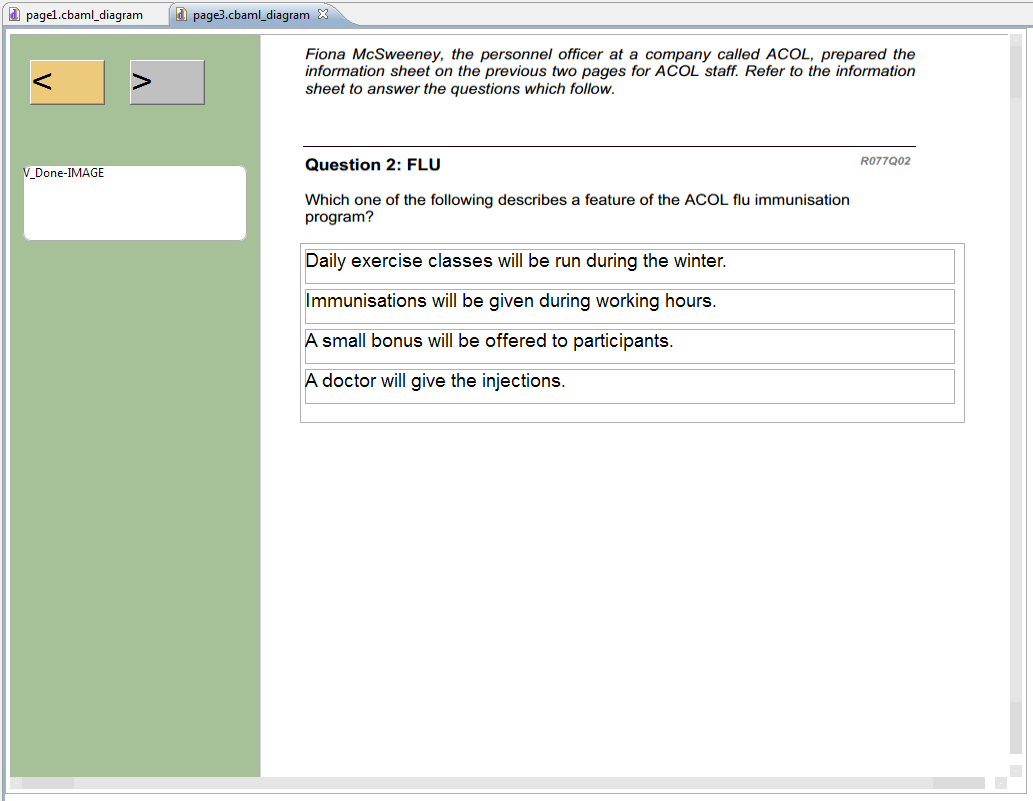 page1.cbaml_diagram
page3.cbaml_diagram
<
>
V_Done-IMAGE
Fiona McSweeney, the personnel officer at a company called ACOL, prepared the
information sheet on the previous two pages for ACOL staff. Refer to the information
sheet to answer the questions which follow.
Question 2: FLU
R077Q02
Which one of the following describes a feature of the ACOL flu immunisation
program?
Daily exercise classes will be run during the winter.
Immunisations will be given during working hours.
A small bonus will be offered to participants.
A doctor will give the injections.